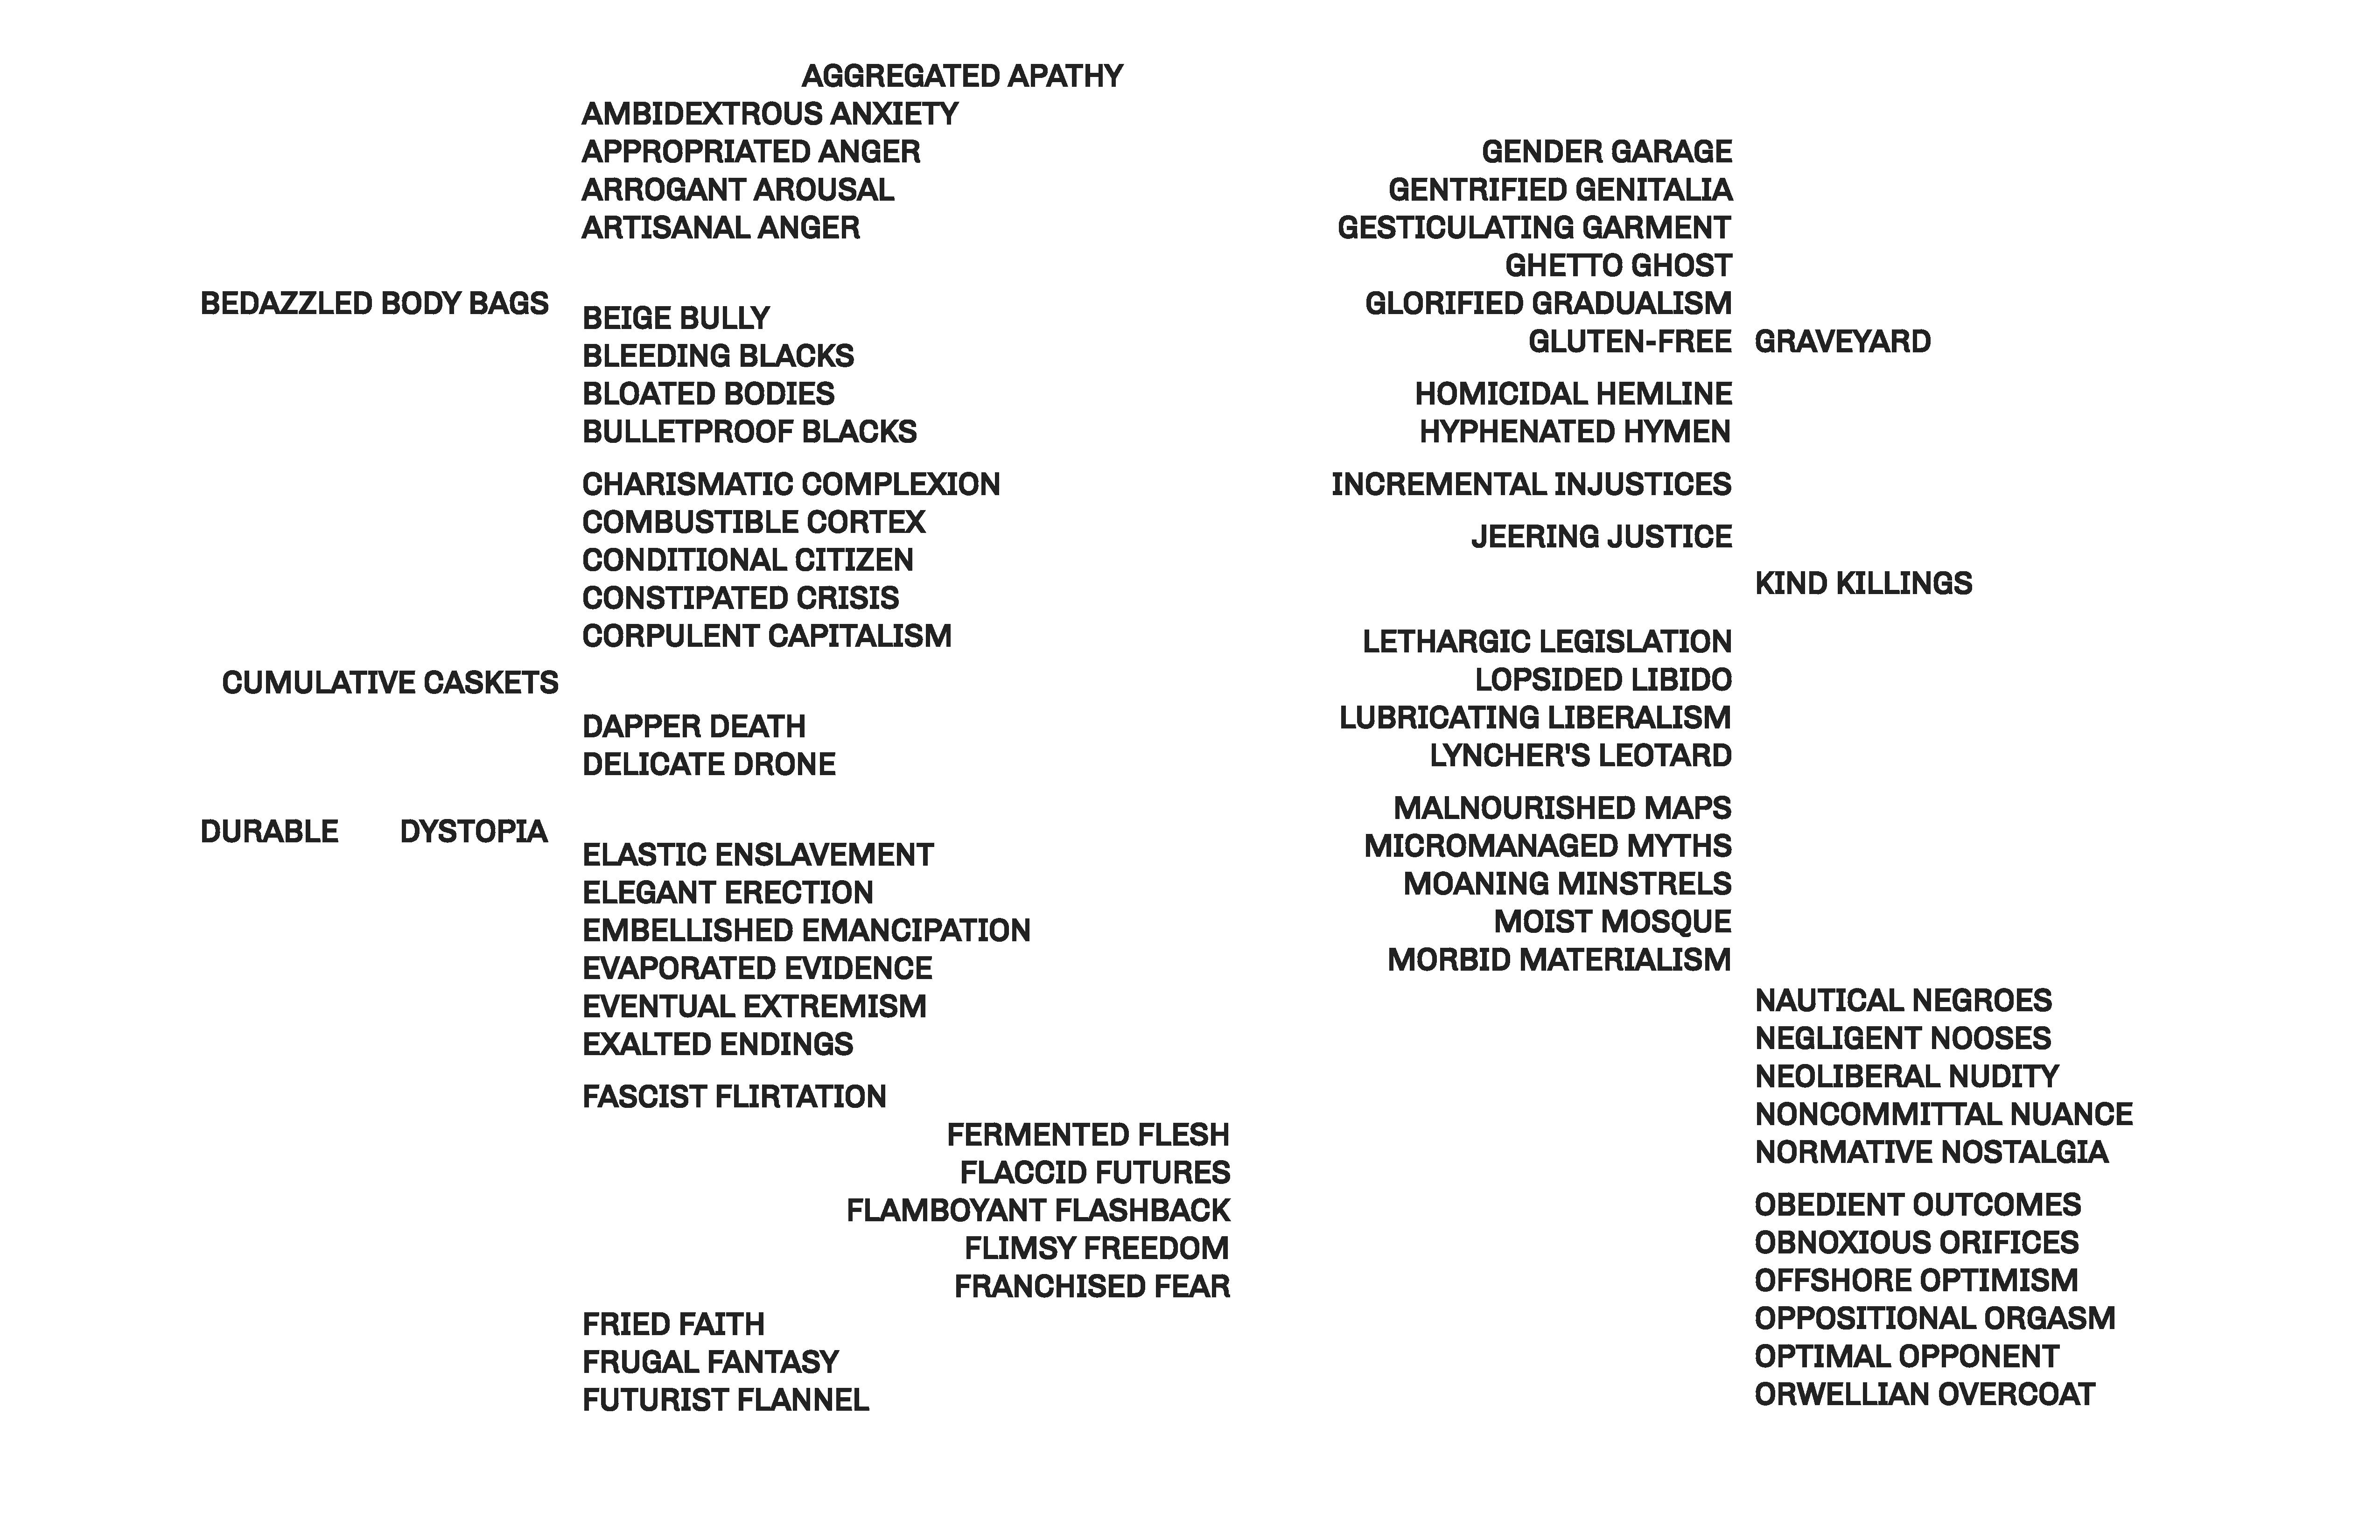 AGGREGATED APATHY
AMBIDEXTROUS ANXIETY
APPROPRIATED ANGER
ARROGANT AROUSAL
ARTISANAL ANGER
BEDAZZLED BODY BAGS
BEIGE BULLY
BLEEDING BLACKS
BLOATED BODIES
BULLETPROOF BLACKS
CHARISMATIC COMPLEXION
COMBUSTIBLE CORTEX
CONDITIONAL CITIZEN
CONSTIPATED CRISIS
CORPULENT CAPITALISM
CUMULATIVE CASKETS
DAPPER DEATH
DELICATE DRONE
DURABLE DYSTOPIA
ELASTIC ENSLAVEMENT
ELEGANT ERECTION
EMBELLISHED EMANCIPATION
EVAPORATED EVIDENCE
EVENTUAL EXTREMISM
EXALTED ENDINGS
FASCIST FLIRTATION
FERMENTED FLESH
FLACCID FUTURES
FLAMBOYANT FLASHBACK
FLIMSY FREEDOM
FRANCHISED FEAR
FRIED FAITH
FRUGAL FANTASY
FUTURIST FLANNEL
GENDER GARAGE
GENTRIFIED GENITALIA
GESTICULATING GARMENT
GHETTO GHOST
GLORIFIED GRADUALISM
GLUTEN-FREE GRAVEYARD
HOMICIDAL HEMLINE
HYPHENATED HYMEN
INCREMENTAL INJUSTICES
JEERING JUSTICE
KIND KILLINGS
LETHARGIC LEGISLATION
LOPSIDED LIBIDO
LUBRICATING LIBERALISM
LYNCHER'S LEOTARD
MALNOURISHED MAPS
MICROMANAGED MYTHS
MOANING MINSTRELS
MOIST MOSQUE
MORBID MATERIALISM
NAUTICAL NEGROES
NEGLIGENT NOOSES
NEOLIBERAL NUDITY
NONCOMMITTAL NUANCE
NORMATIVE NOSTALGIA
OBEDIENT OUTCOMES
OBNOXIOUS ORIFICES
OFFSHORE OPTIMISM
OPPOSITIONAL ORGASM
OPTIMAL OPPONENT
ORWELLIAN OVERCOAT